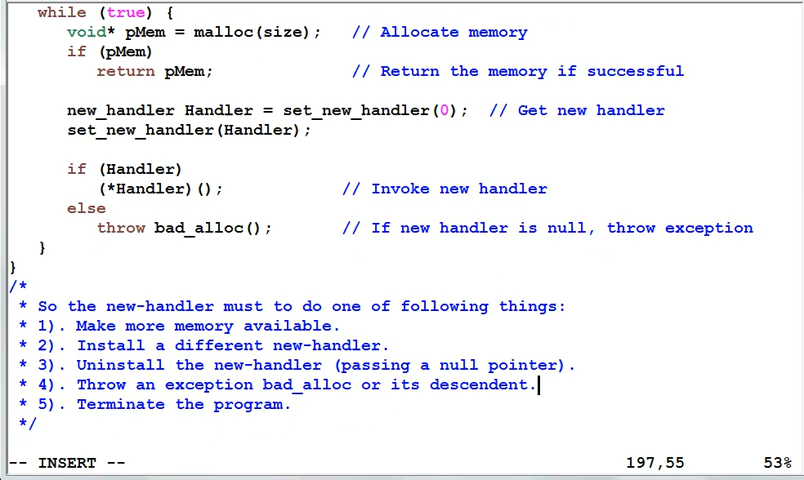 while (true) {
void* pMem = malloc(size);   // Allocate memory
if (pMem)
return pMem;              // Return the memory if successful
new_handler Handler = set_new_handler(0);  // Get new handler
set_new_handler(Handler);
if (Handler)
(*Handler)();            // Invoke new handler
else
throw bad_alloc();       // If new handler is null, throw exception
}
}
/*
* So the new-handler must to do one of following things:
* 1). Make more memory available.
* 2). Install a different new-handler.
* 3). Uninstall the new-handler (passing a null pointer).
* 4). Throw an exception bad_alloc or its descendent.
* 5). Terminate the program.
*/
-- INSERT --                                                   197,55        53%